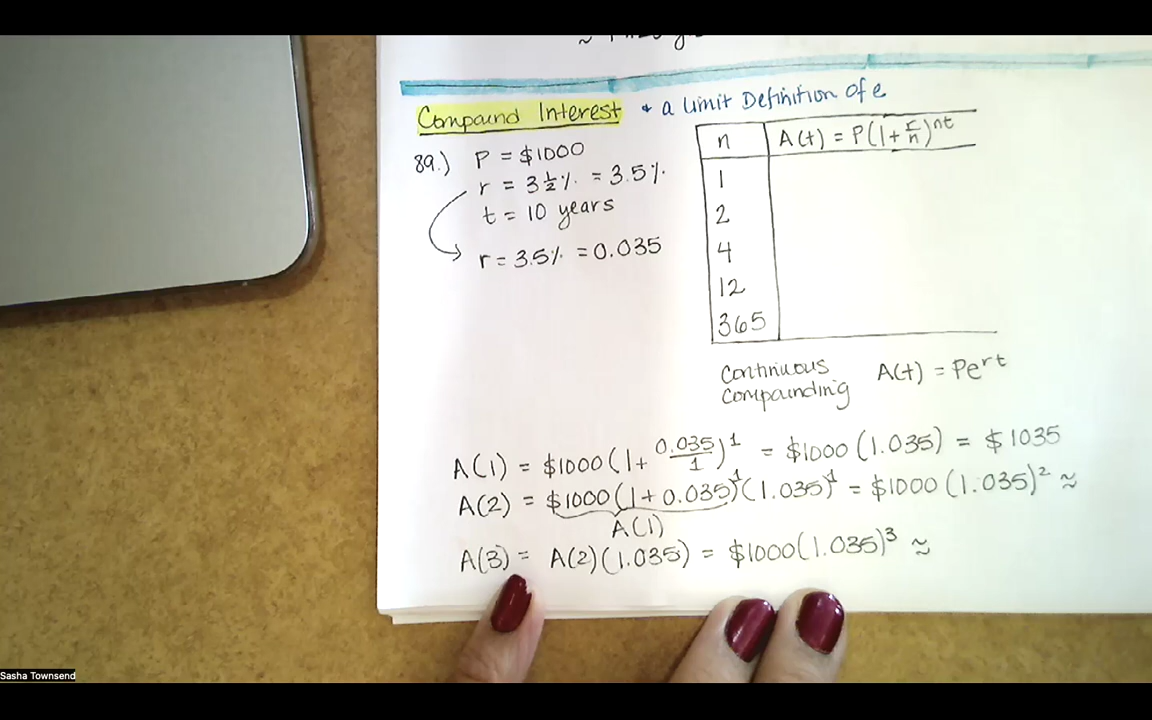 Compound Interest & a Limit Definition of e
89.) P = $1000
r = 3 1/2 % = 3.5%
t = 10 years
r = 3.5% = 0.035
n A(t) = P(1 + r/n)^nt
1
2
4
12
365
Continuous compounding A(t) = Pe^rt
A(1) = $1000(1 + 0.035/1)^1 = $1000(1.035) = $1035
A(2) = $1000(1 + 0.035)^1(1.035)^1 = $1000(1.035)^2 ≈
A(1)
A(3) = A(2)(1.035) = $1000(1.035)^3 ≈
Sasha Townsend